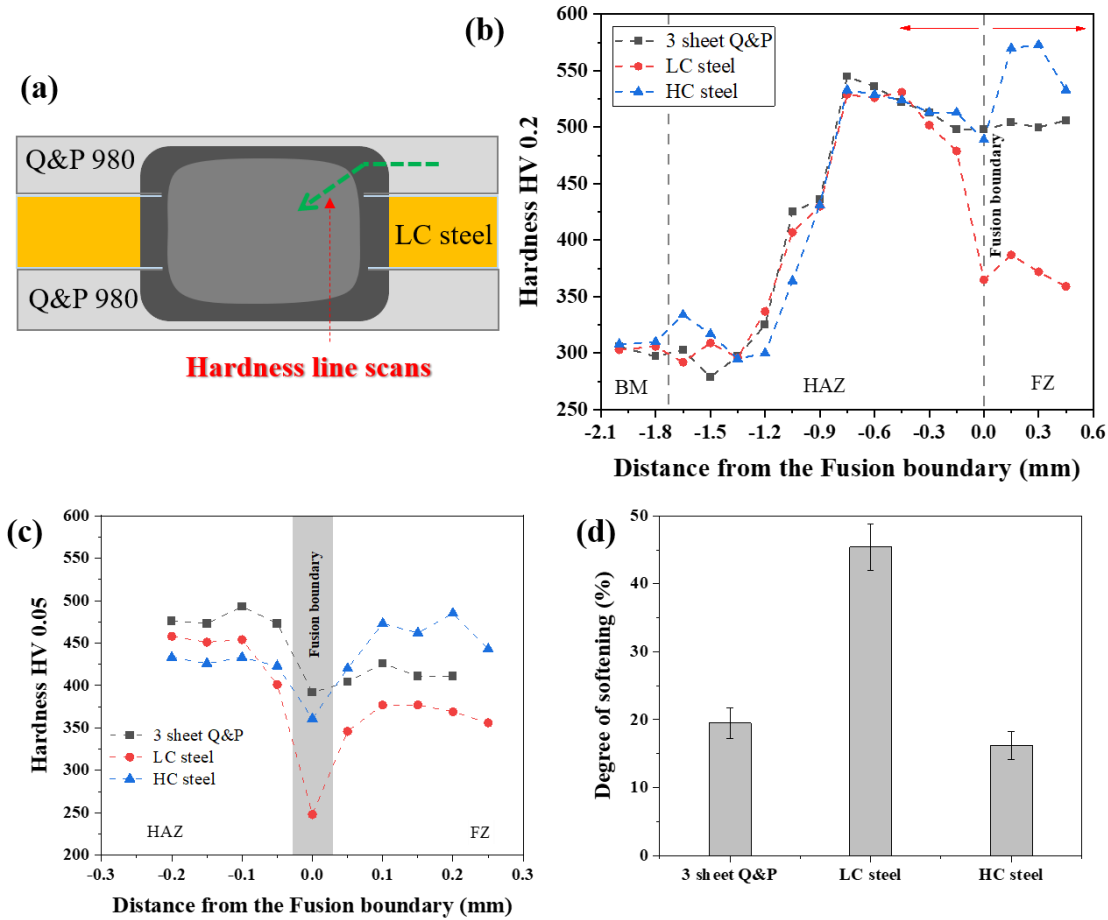 (a)
Q&P 980
LC steel
Q&P 980
Hardness line scans
(b)
600
550
500
450
400
350
300
250
Hardness HV 0.2
3 sheet Q&P
LC steel
HC steel
Fusion boundary
BM
HAZ
FZ
-2.1 -1.8 -1.5 -1.2 -0.9 -0.6 -0.3 0.0 0.3 0.6
Distance from the Fusion boundary (mm)
(c)
600
550
500
450
400
350
300
250
200
Hardness HV 0.05
Fusion boundary
3 sheet Q&P
LC steel
HC steel
HAZ
FZ
-0.3 -0.2 -0.1 0.0 0.1 0.2 0.3
Distance from the Fusion boundary (mm)
(d)
50
40
30
20
10
0
Degree of softening (%)
3 sheet Q&P LC steel HC steel